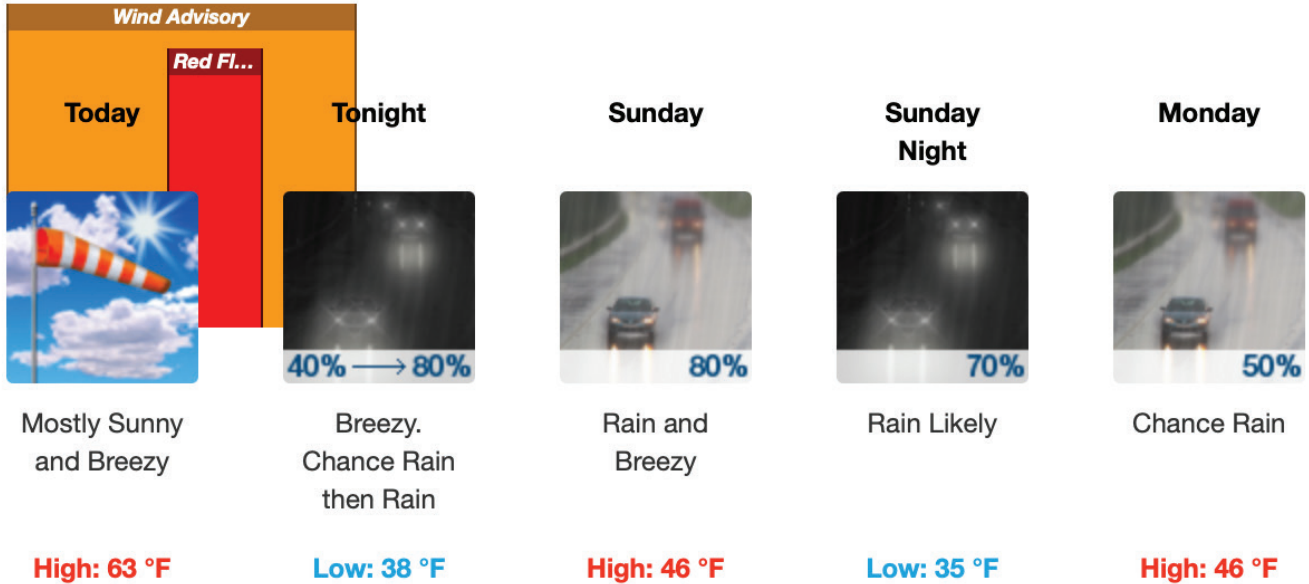 Wind Advisory
Red Fl...
Today
Tonight
Sunday
Sunday
Night
Monday
40% → 80%
80%
70%
50%
Mostly Sunny
and Breezy
Breezy.
Chance Rain
then Rain
Rain and
Breezy
Rain Likely
Chance Rain
High: 63 °F
Low: 38 °F
High: 46 °F
Low: 35 °F
High: 46 °F